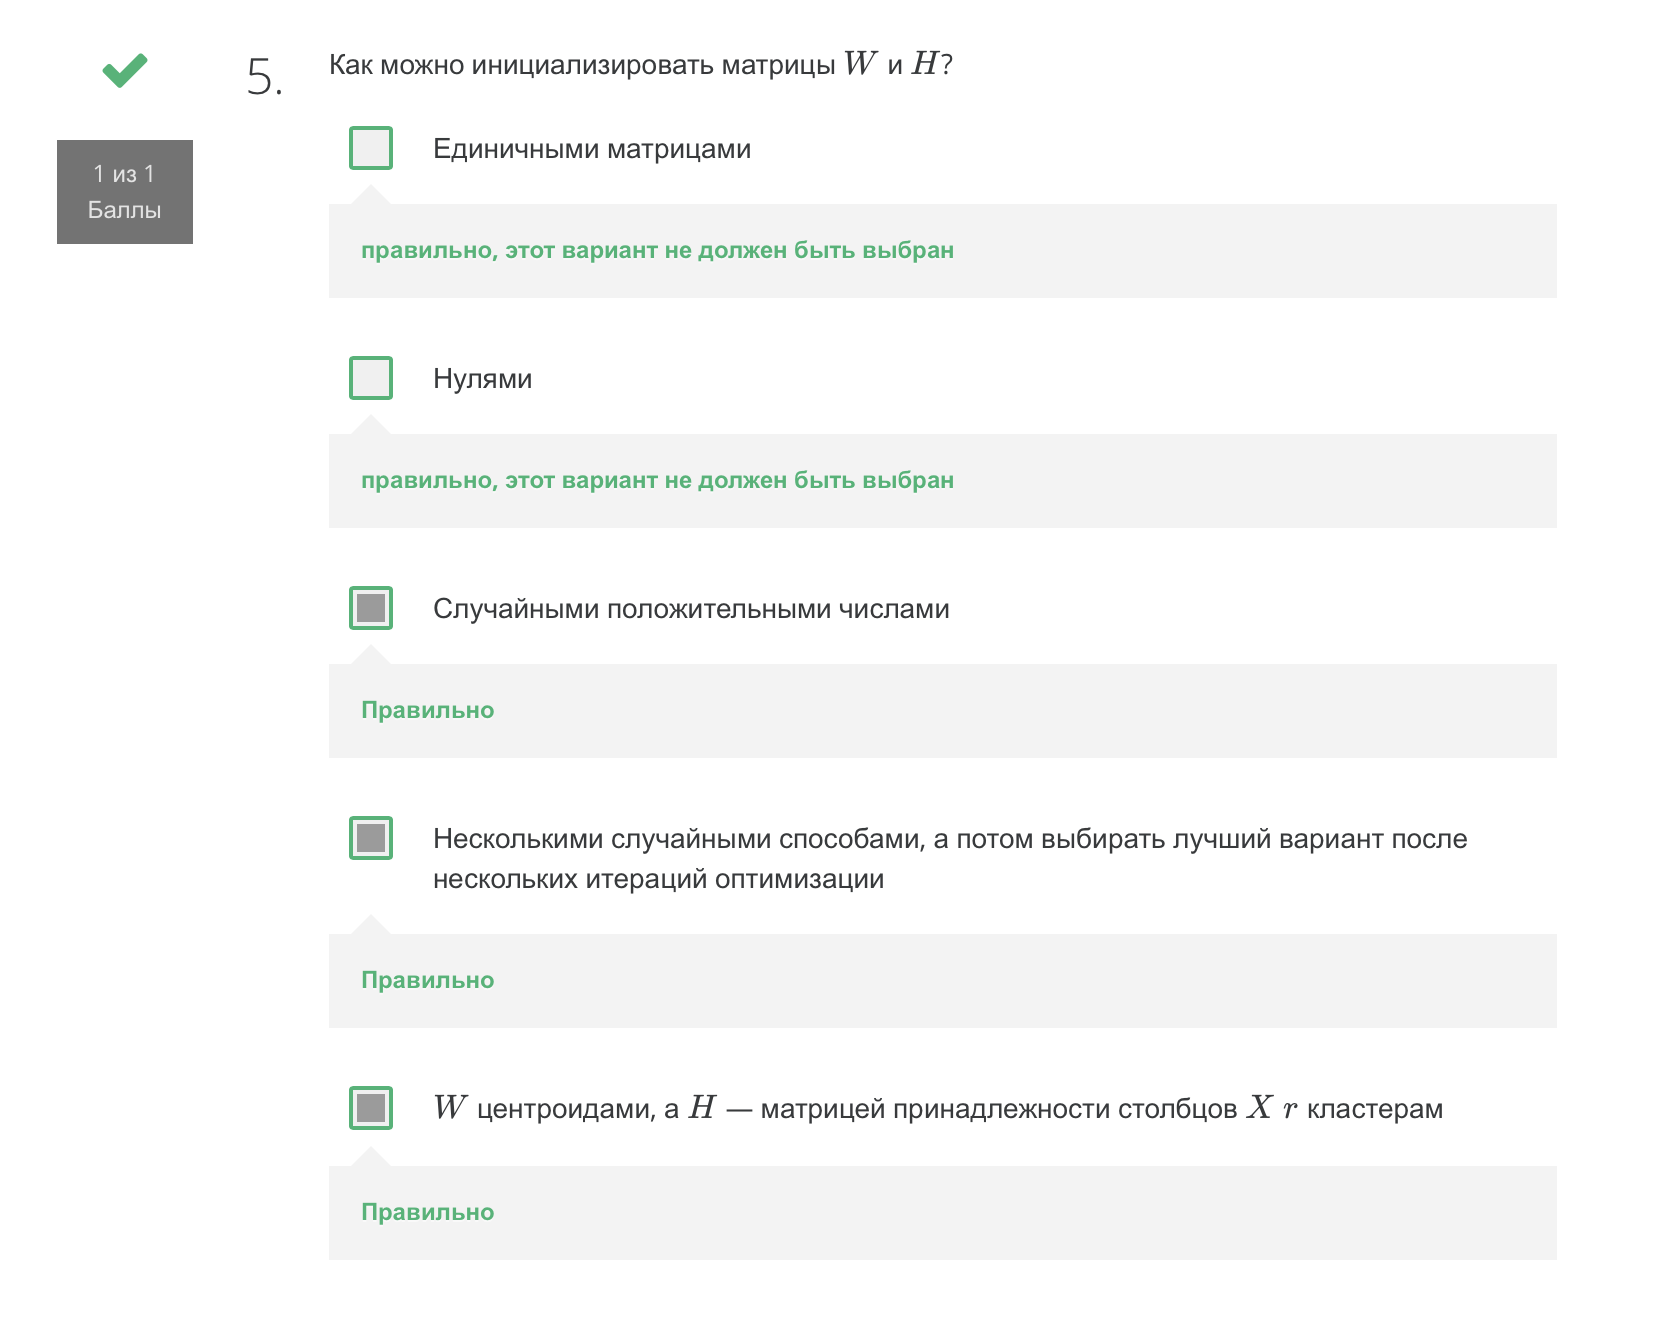 5.
Как можно инициализировать матрицы W и H?
1 из 1
Баллы
Единичными матрицами
правильно, этот вариант не должен быть выбран
Нулями
правильно, этот вариант не должен быть выбран
Случайными положительными числами
Правильно
Несколькими случайными способами, а потом выбирать лучший вариант после
нескольких итераций оптимизации
Правильно
W центроидами, а H — матрицей принадлежности столбцов X r кластерам
Правильно